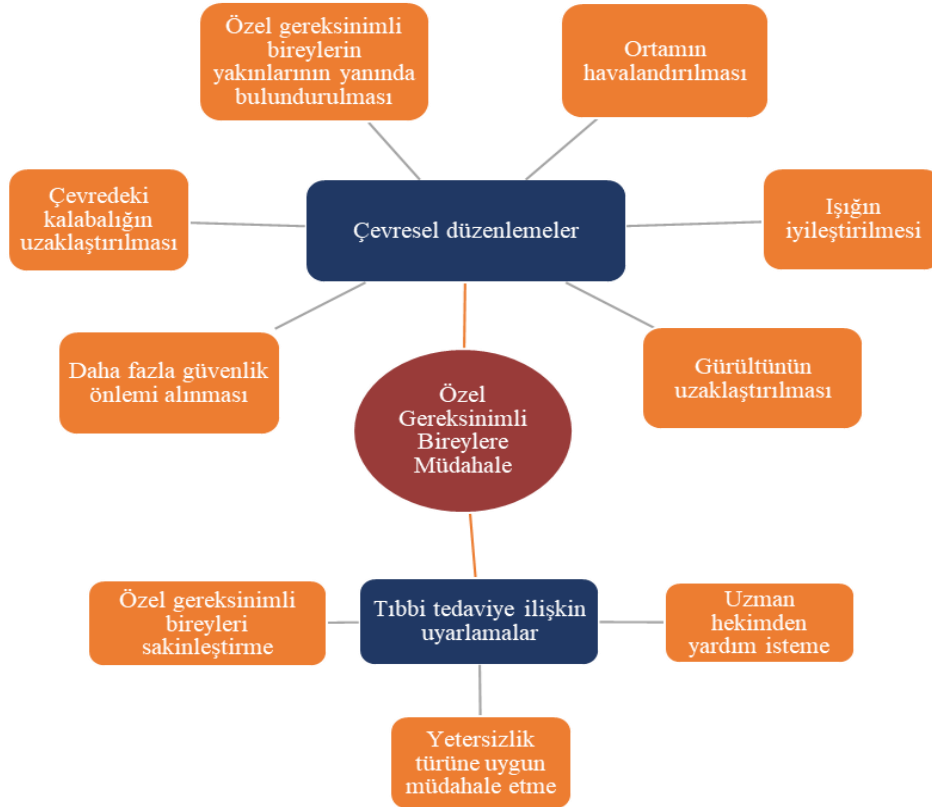 Özel gereksinimli
bireylerin
yakınlarının yanında
bulundurulması
Ortamın
havalandırılması
Çevredeki
kalabalığın
uzaklaştırılması
Çevresel düzenlemeler
Işığın
iyileştirilmesi
Daha fazla güvenlik
önlemi alınması
Gürültünün
uzaklaştırılması
Özel
Gereksinimli
Bireylere
Müdahale
Özel gereksinimli
bireyleri
sakinleştirme
Tıbbi tedaviye ilişkin
uyarlamalar
Uzman
hekimden
yardım isteme
Yetersizlik
türüne uygun
müdahale etme